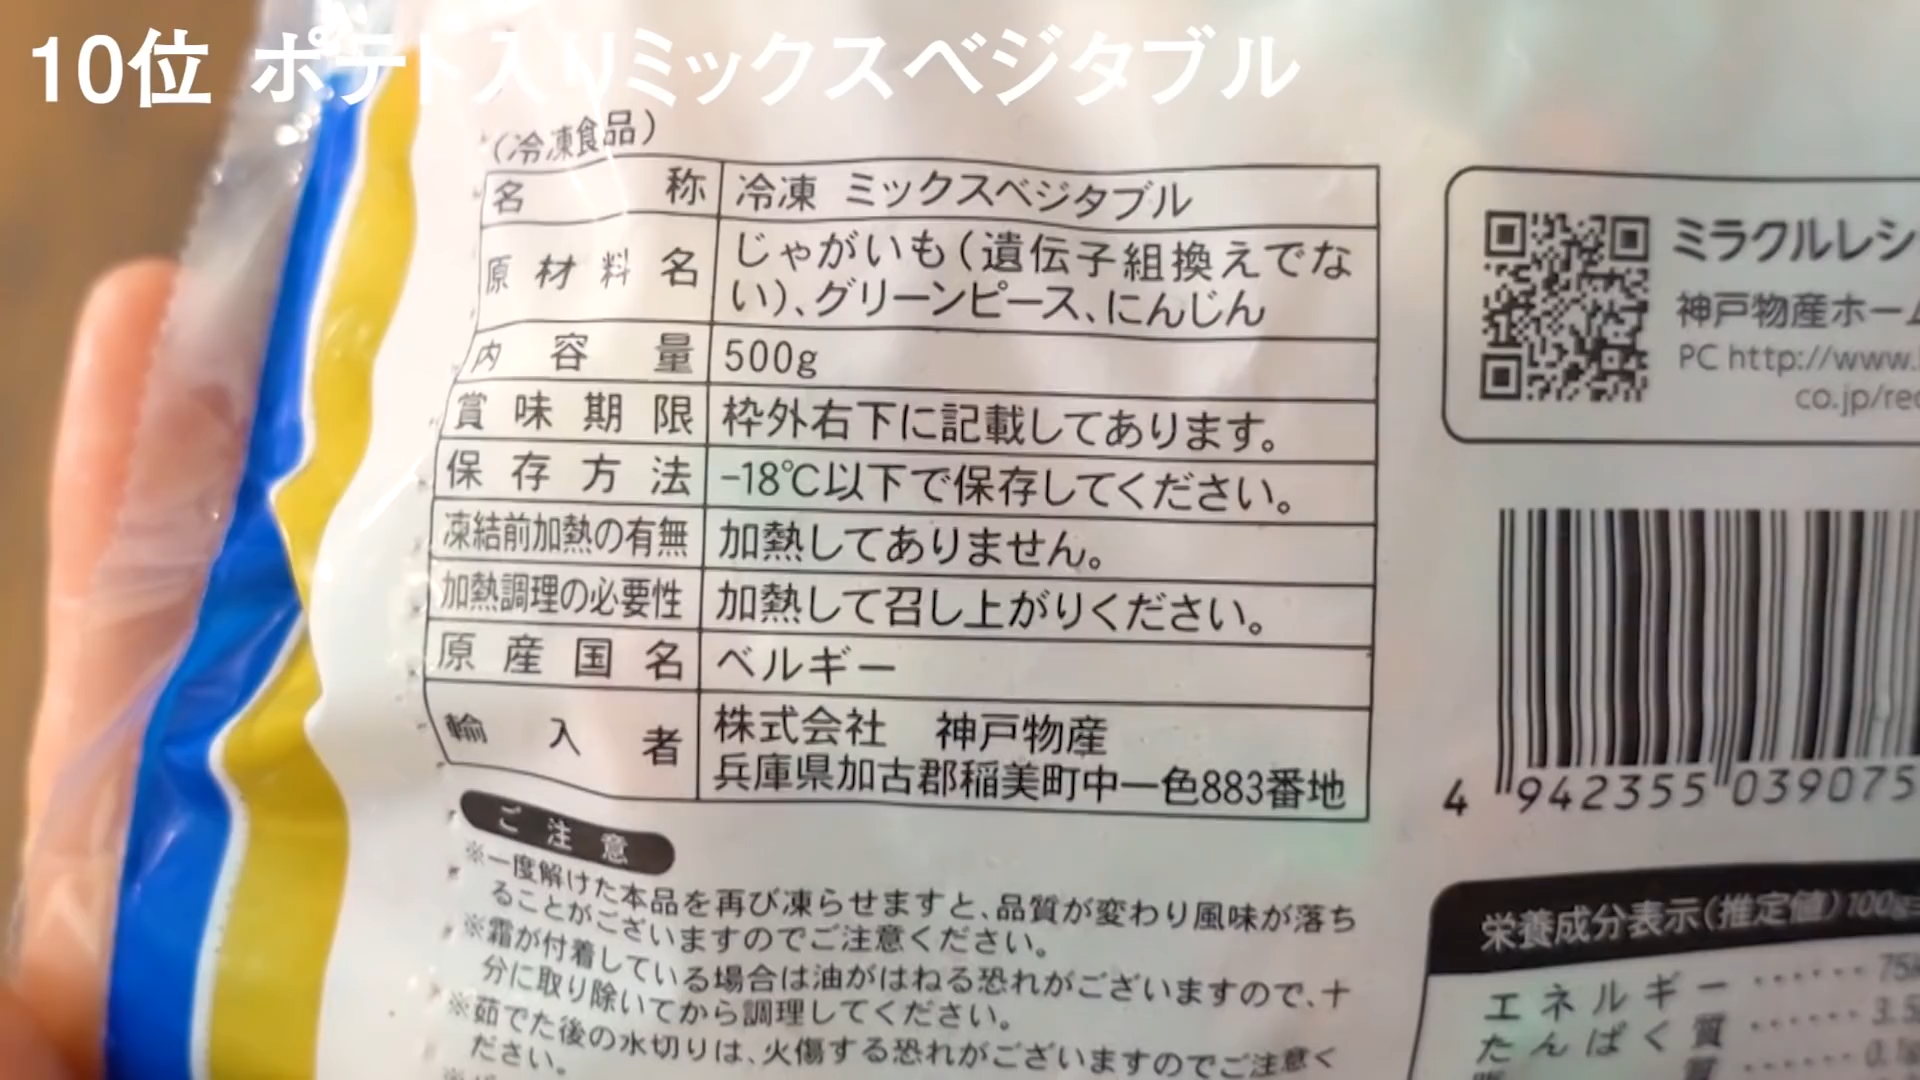 10位 ポテト入りミックスベジタブル
(冷凍食品)
名称 冷凍 ミックスベジタブル
原材料名 じゃがいも(遺伝子組換えでな
い)、グリーンピース、にんじん
内容量 500g
賞味期限 枠外右下に記載してあります。
保存方法 -18℃以下で保存してください。
凍結前加熱の有無 加熱してありません。
加熱調理の必要性 加熱して召し上がりください。
原産国名 ベルギー
輸入者 株式会社 神戸物産
兵庫県加古郡稲美町中一色883番地
ご注意
※一度解けた本品を再び凍らせますと、品質が変わり風味が落ち
ることがございますのでご注意ください。
※霜が付着している場合は油がはねる恐れがございますので、十
分に取り除いてから調理してください。
※茹でた後の水切りは、火傷する恐れがございますのでご注意く
ださい。
ミラクルレシ
神戸物産ホーム
PC http://www.
co.jp/rec
4 942355 039075
栄養成分表示(推定値)100g
エネルギー ‥‥‥75k
たんぱく質 ‥‥‥3.5
質 ‥‥‥0.1g